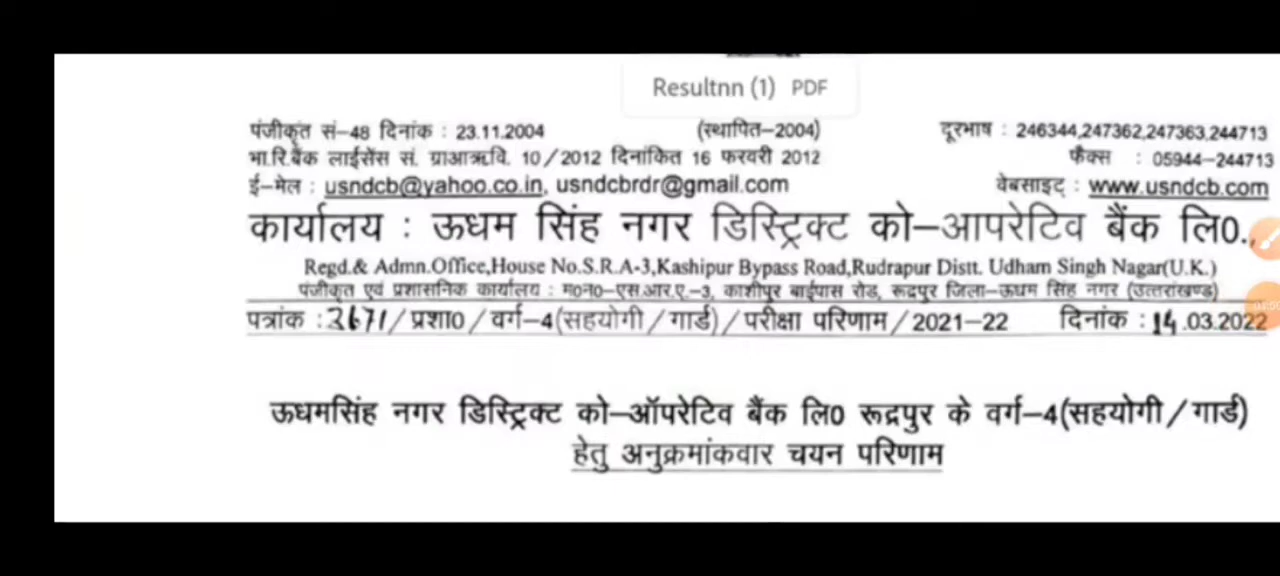 Resultnn (1) PDF
पंजीकृत सं–48 दिनांक : 23.11.2004 (स्थापित–2004) दूरभाष : 246344,247362,247363,244713
भा.रि.बैंक लाईसेंस सं. ग्राआऋवि. 10/2012 दिनांकित 16 फरवरी 2012 फैक्स : 05944–244713
ई–मेल : usndcb@yahoo.co.in, usndcbrdr@gmail.com वेबसाइट : www.usndcb.com
कार्यालय : ऊधम सिंह नगर डिस्ट्रिक्ट को–आपरेटिव बैंक लि0.,
Regd.& Admn.Office,House No.S.R.A-3,Kashipur Bypass Road,Rudrapur Distt. Udham Singh Nagar(U.K.)
पंजीकृत एवं प्रशासनिक कार्यालय : म0न0–एस.आर.ए.–3, काशीपुर बाईपास रोड, रूद्रपुर जिला–ऊधम सिंह नगर (उत्तराखण्ड)
पत्रांक : 3671/प्रशा0/वर्ग–4(सहयोगी/गार्ड)/परीक्षा परिणाम/2021–22 दिनांक : 14.03.2022
ऊधमसिंह नगर डिस्ट्रिक्ट को–ऑपरेटिव बैंक लि0 रूद्रपुर के वर्ग–4(सहयोगी/गार्ड)
हेतु अनुक्रमांकवार चयन परिणाम